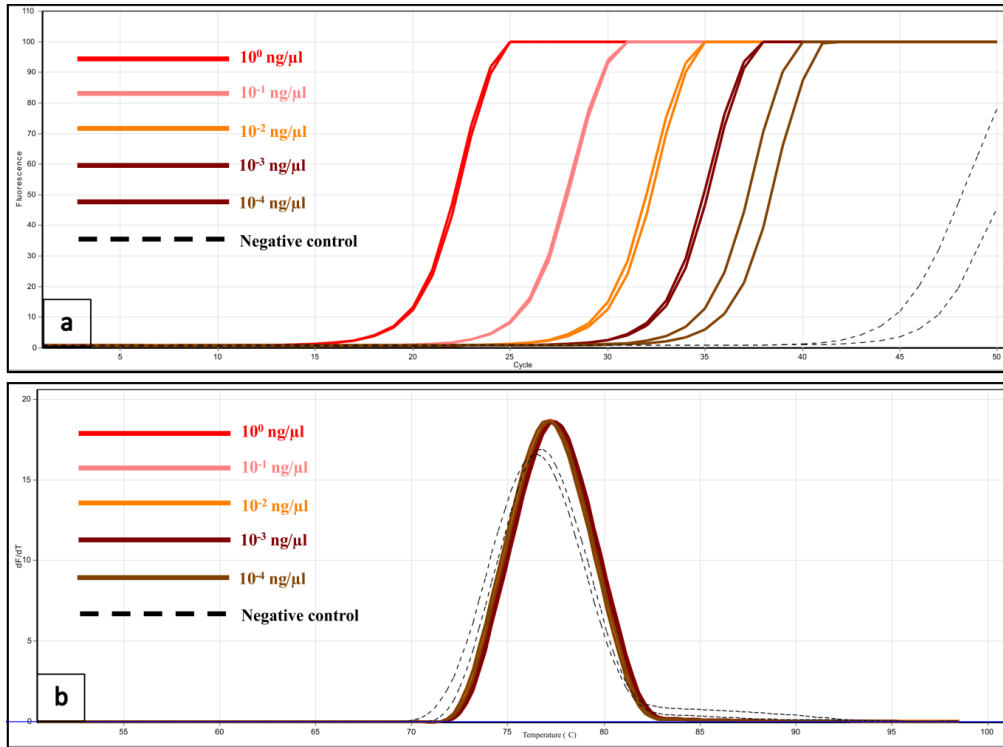 110
100
90
80
70
60
50
40
30
20
10
0
Fluorescence
10⁰ ng/µl
10⁻¹ ng/µl
10⁻² ng/µl
10⁻³ ng/µl
10⁻⁴ ng/µl
Negative control
a
5 10 15 20 25 30 35 40 45 50
Cycle
20
15
10
5
0
dF/dT
10⁰ ng/µl
10⁻¹ ng/µl
10⁻² ng/µl
10⁻³ ng/µl
10⁻⁴ ng/µl
Negative control
b
55 60 65 70 75 80 85 90 95 100
Temperature ( C)